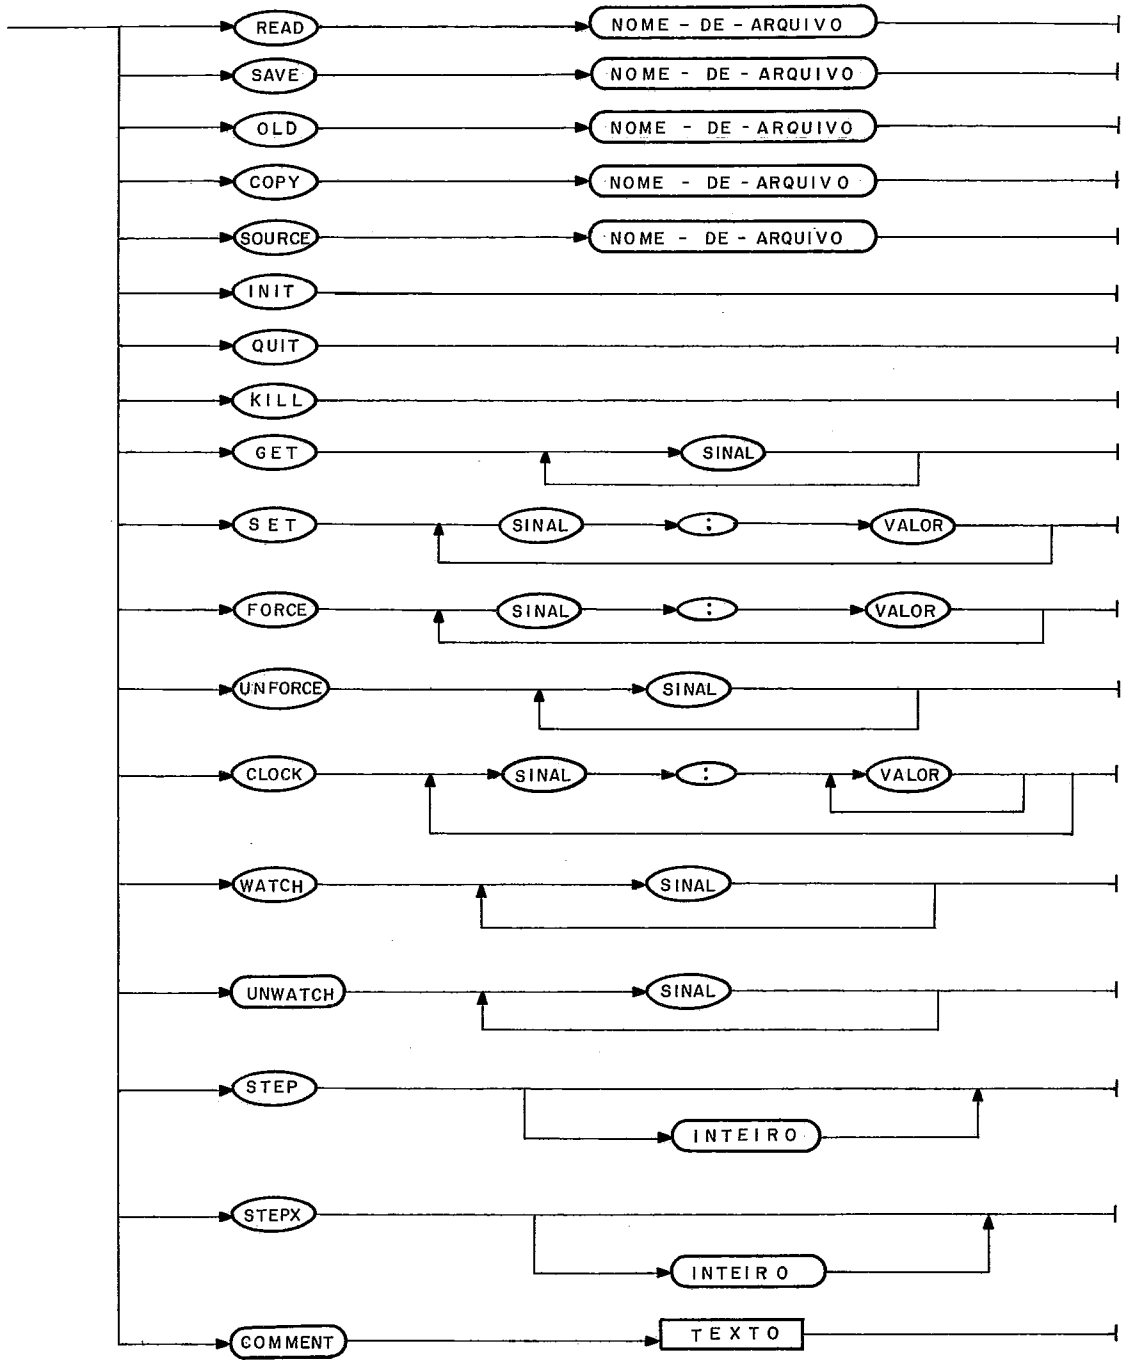 READ NOME - DE - ARQUIVO
SAVE NOME - DE - ARQUIVO
OLD NOME - DE - ARQUIVO
COPY NOME - DE - ARQUIVO
SOURCE NOME - DE - ARQUIVO
INIT
QUIT
KILL
GET SINAL
SET SINAL : VALOR
FORCE SINAL : VALOR
UNFORCE SINAL
CLOCK SINAL : VALOR
WATCH SINAL
UNWATCH SINAL
STEP
INTEIRO
STEPX
INTEIRO
COMMENT TEXTO